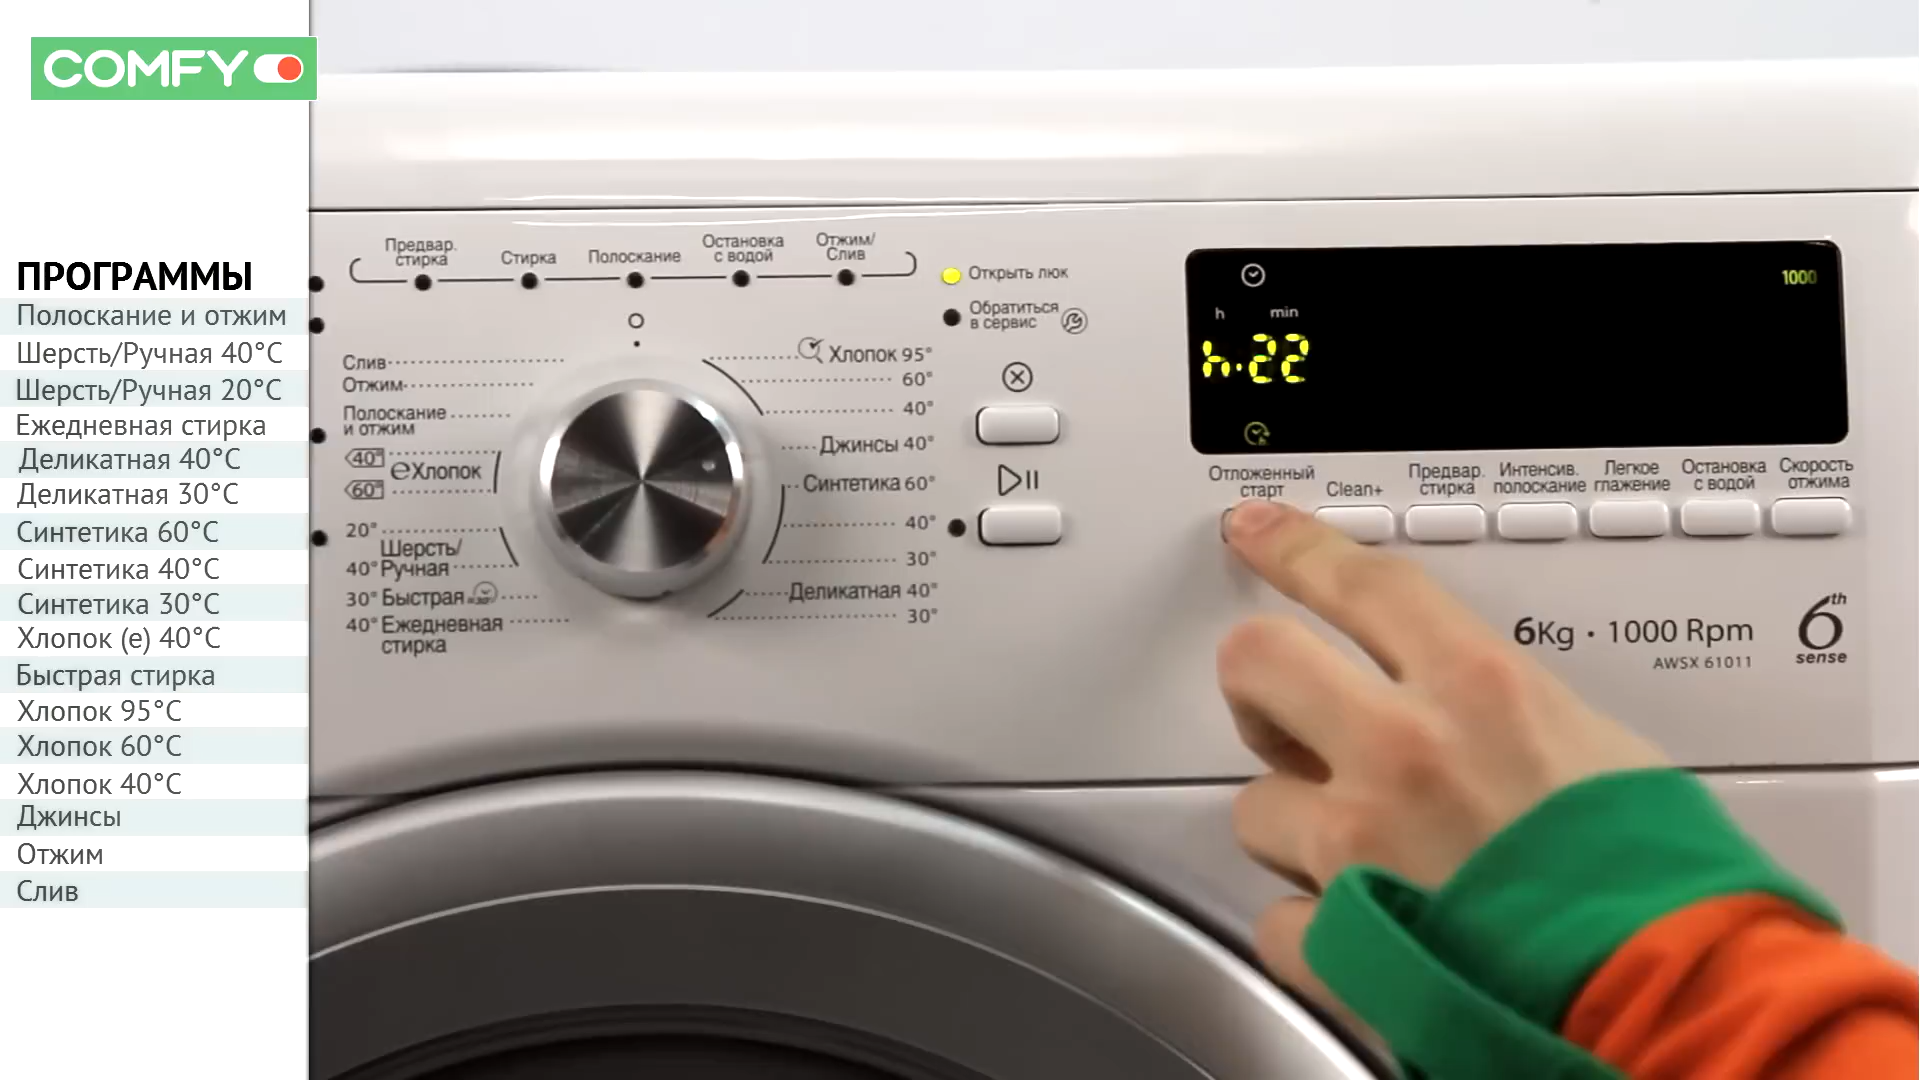 COMFY
ПРОГРАММЫ
Полоскание и отжим
Шерсть/Ручная 40°C
Шерсть/Ручная 20°C
Ежедневная стирка
Деликатная 40°C
Деликатная 30°C
Синтетика 60°C
Синтетика 40°C
Синтетика 30°C
Хлопок (е) 40°C
Быстрая стирка
Хлопок 95°C
Хлопок 60°C
Хлопок 40°C
Джинсы
Отжим
Слив
Предвар.
стирка
Стирка
Полоскание
Остановка
с водой
Отжим/
Слив
Открыть люк
Обратиться
в сервис
Слив
Отжим
Полоскание
и отжим
40°
60°
еХлопок
20°
Шерсть/
40° Ручная
30° Быстрая
40° Ежедневная
стирка
Хлопок 95°
60°
40°
Джинсы 40°
Синтетика 60°
40°
30°
Деликатная 40°
30°
1000
h min
h.22
Отложенный
старт
Clean+
Предвар.
стирка
Интенсив.
полоскание
Легкое
глажение
Остановка
с водой
Скорость
отжима
6Kg · 1000 Rpm
AWSX 61011
6th
sense